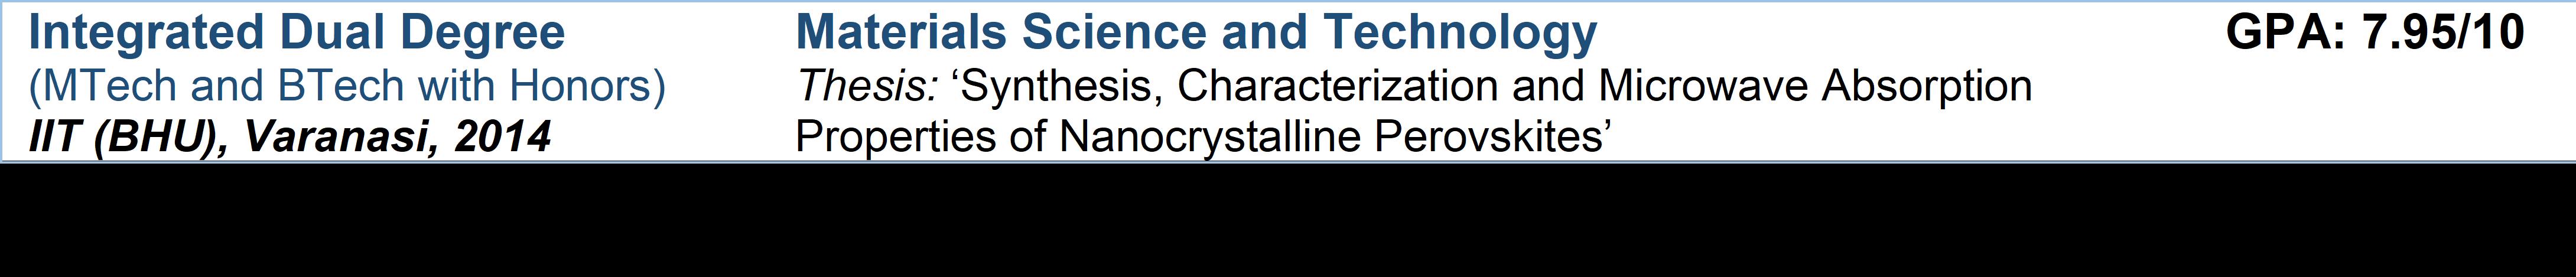 Integrated Dual Degree
(MTech and BTech with Honors)
IIT (BHU), Varanasi, 2014
Materials Science and Technology
Thesis: ‘Synthesis, Characterization and Microwave Absorption
Properties of Nanocrystalline Perovskites’
GPA: 7.95/10